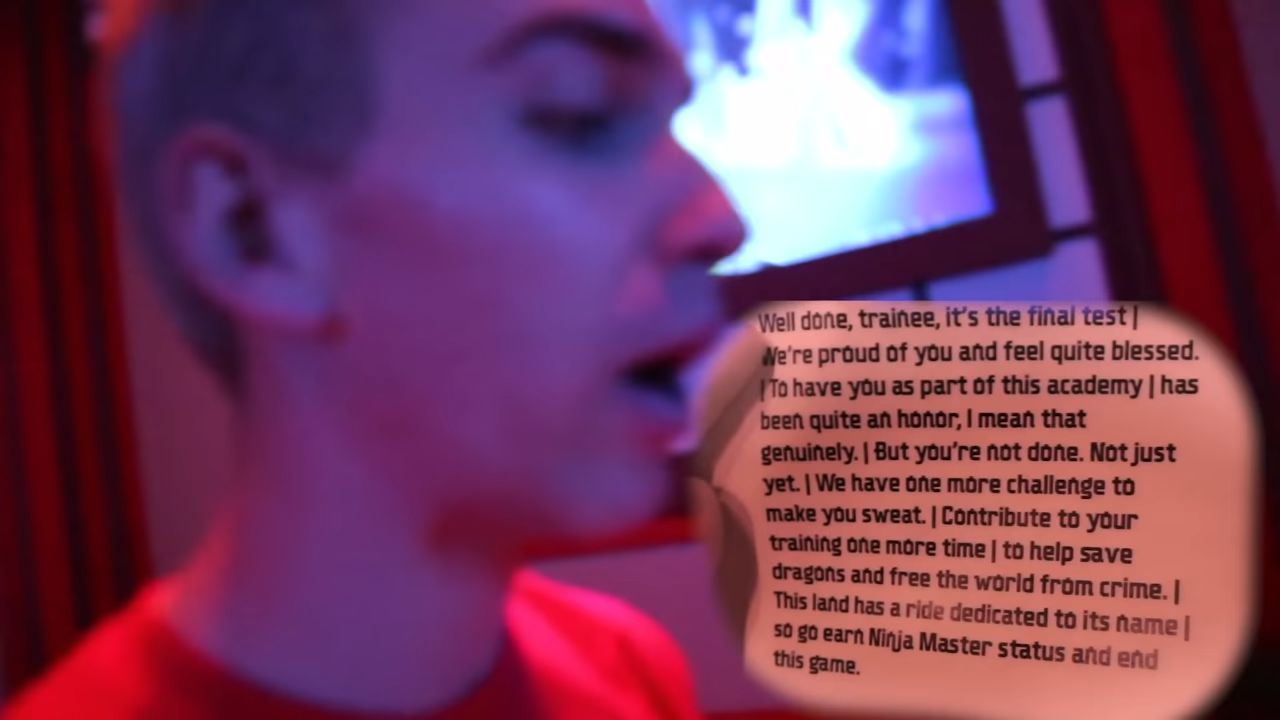 Well done, trainee, it's the final test |
We're proud of you and feel quite blessed.
| To have you as part of this academy | has
been quite an honor, I mean that
genuinely. | But you're not done. Not just
yet. | We have one more challenge to
make you sweat. | Contribute to your
training one more time | to help save
dragons and free the world from crime. |
This land has a ride dedicated to its name |
so go earn Ninja Master status and end
this game.